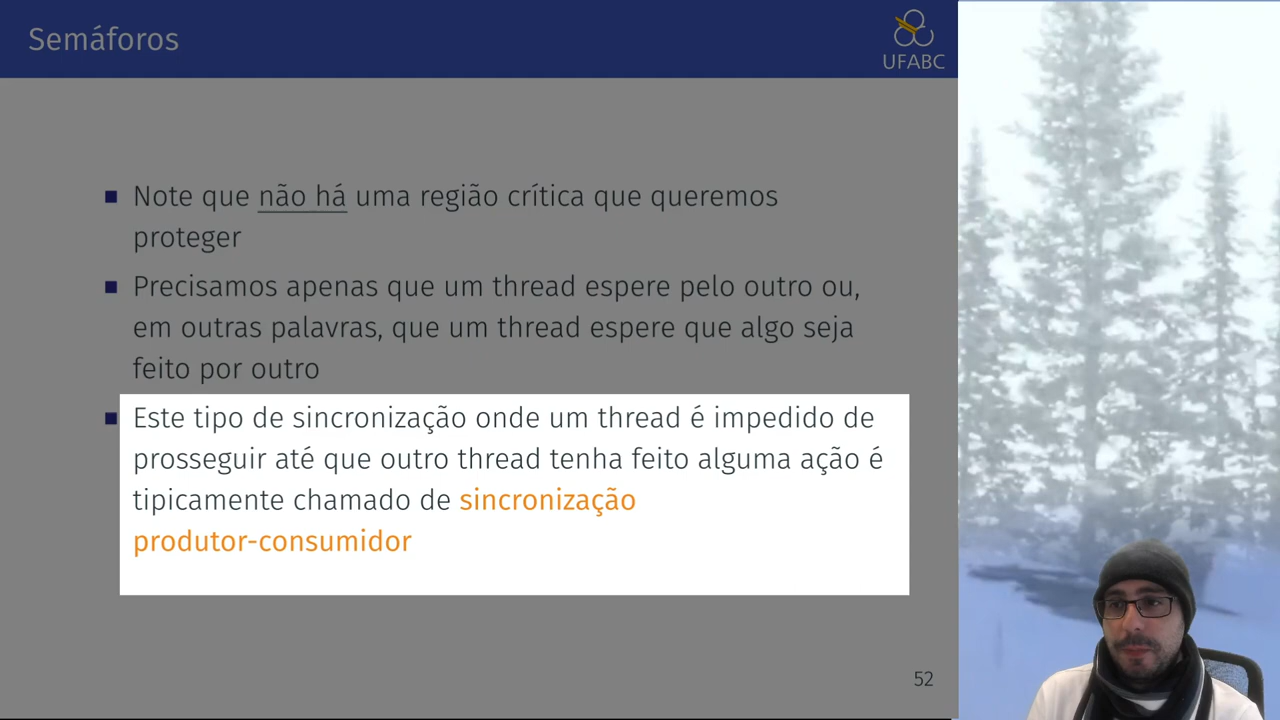 Semáforos
UFABC
Note que não há uma região crítica que queremos
proteger
Precisamos apenas que um thread espere pelo outro ou,
em outras palavras, que um thread espere que algo seja
feito por outro
Este tipo de sincronização onde um thread é impedido de
prosseguir até que outro thread tenha feito alguma ação é
tipicamente chamado de sincronização
produtor-consumidor
52